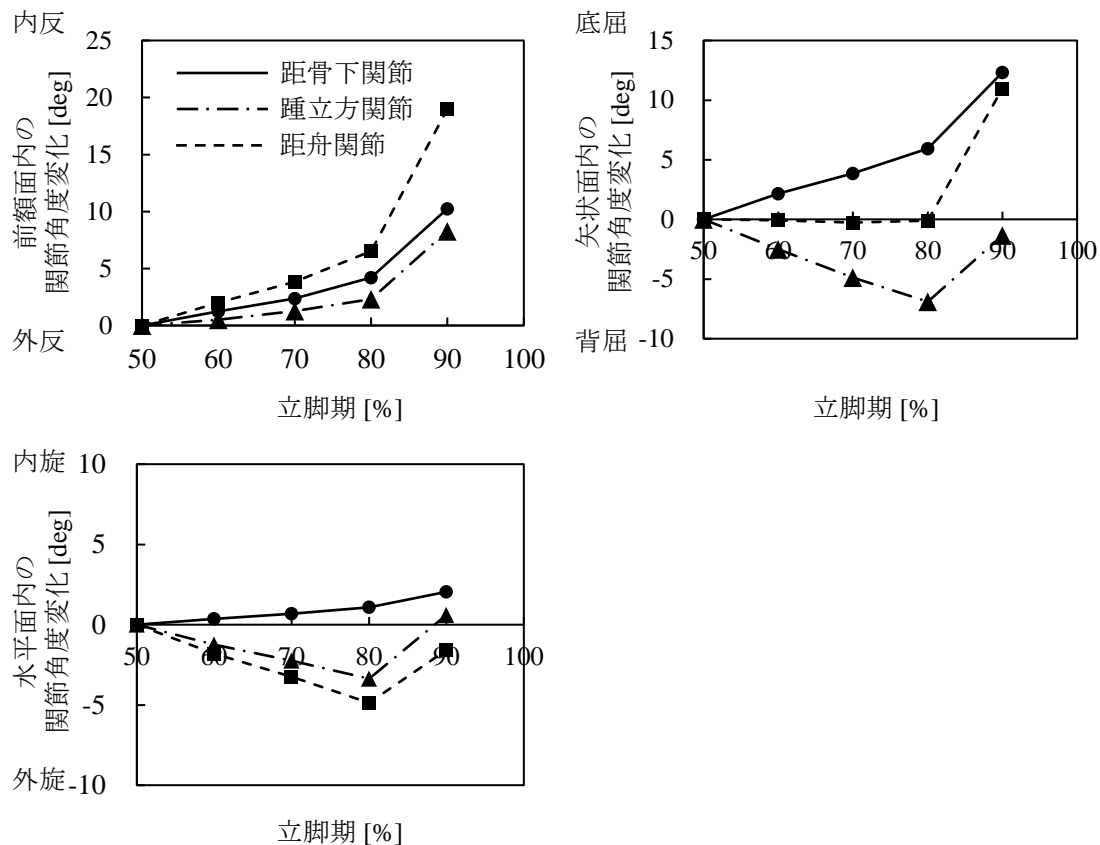 内反
25
20
15
10
5
0
外反
前額面内の
関節角度変化 [deg]
距骨下関節
踵立方関節
距舟関節
50 60 70 80 90 100
立脚期 [%]
底屈
15
10
5
0
-5
-10
背屈
矢状面内の
関節角度変化 [deg]
50 60 70 80 90 100
立脚期 [%]
内旋 10
5
0
-5
外旋 -10
水平面内の
関節角度変化 [deg]
50 60 70 80 90 100
立脚期 [%]